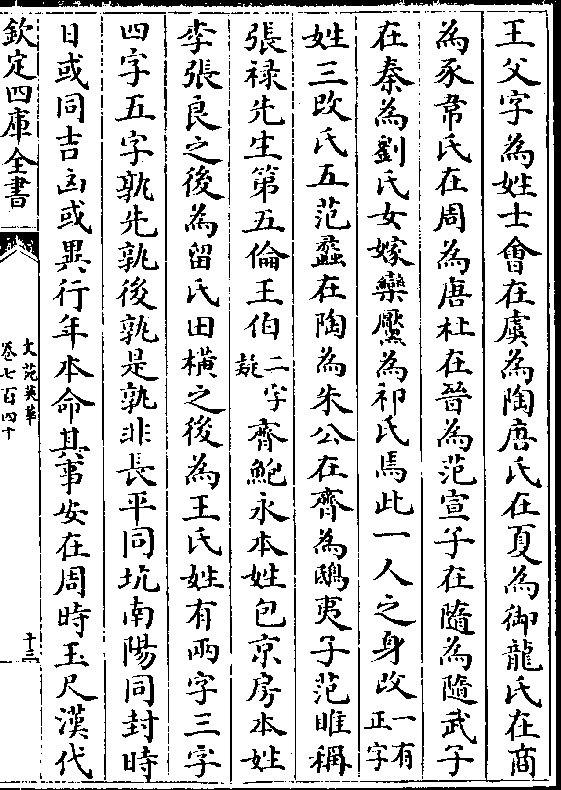 王父字為姓士會在虞為陶唐氏在夏為御龍氏在商
為豕韋氏在周為唐杜在晉為范宣子在隨為隨武子
在秦為劉氏女嫁欒黶為祁氏焉此一人之身改一有正字
姓三改氏五范蠡在陶為朱公在齊為鴟夷子范睢稱
張祿先生第五倫王伯二字疑齊鮑永本姓包京房本姓
李張良之後為留氏田橫之後為王氏姓有兩字三字
四字五字孰先孰後孰是孰非長平同坑南陽同封時
日或同吉凶或異行年本命其事安在周時玉尺漢代
欽定四庫全書
文苑英華
卷七百四十
十三